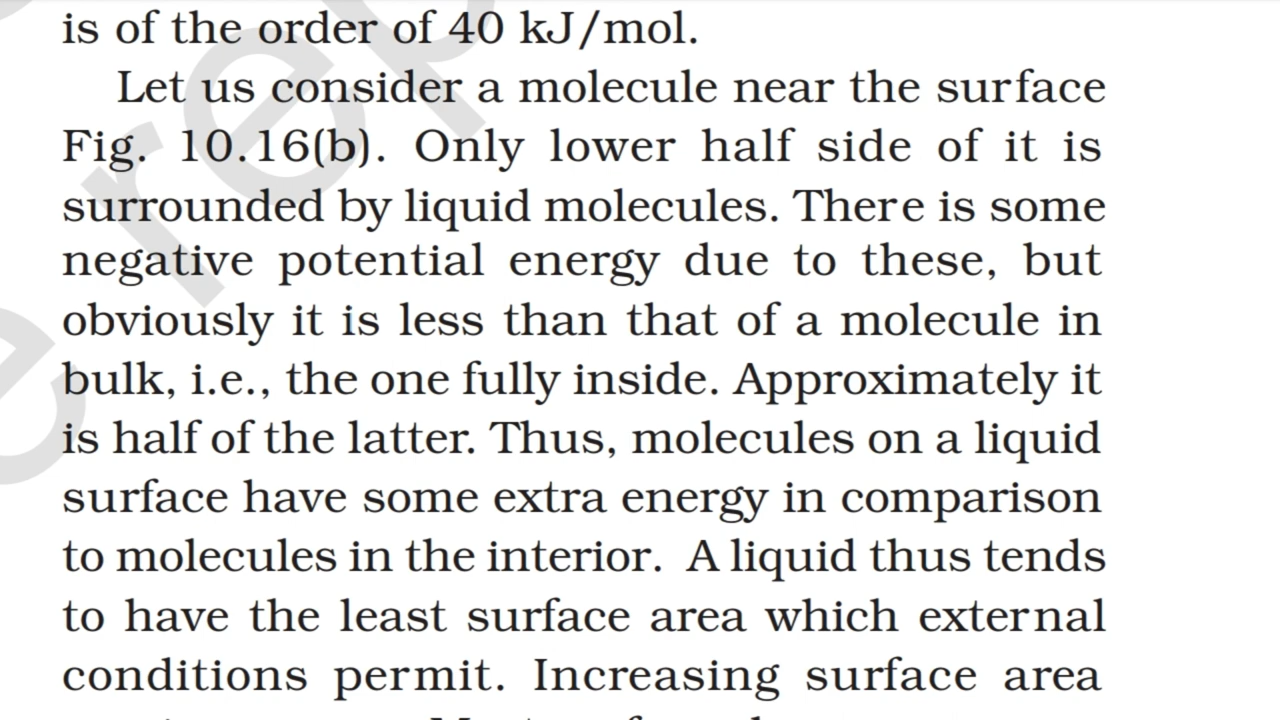 is of the order of 40 kJ/mol.
Let us consider a molecule near the surface
Fig. 10.16(b). Only lower half side of it is
surrounded by liquid molecules. There is some
negative potential energy due to these, but
obviously it is less than that of a molecule in
bulk, i.e., the one fully inside. Approximately it
is half of the latter. Thus, molecules on a liquid
surface have some extra energy in comparison
to molecules in the interior. A liquid thus tends
to have the least surface area which external
conditions permit. Increasing surface area